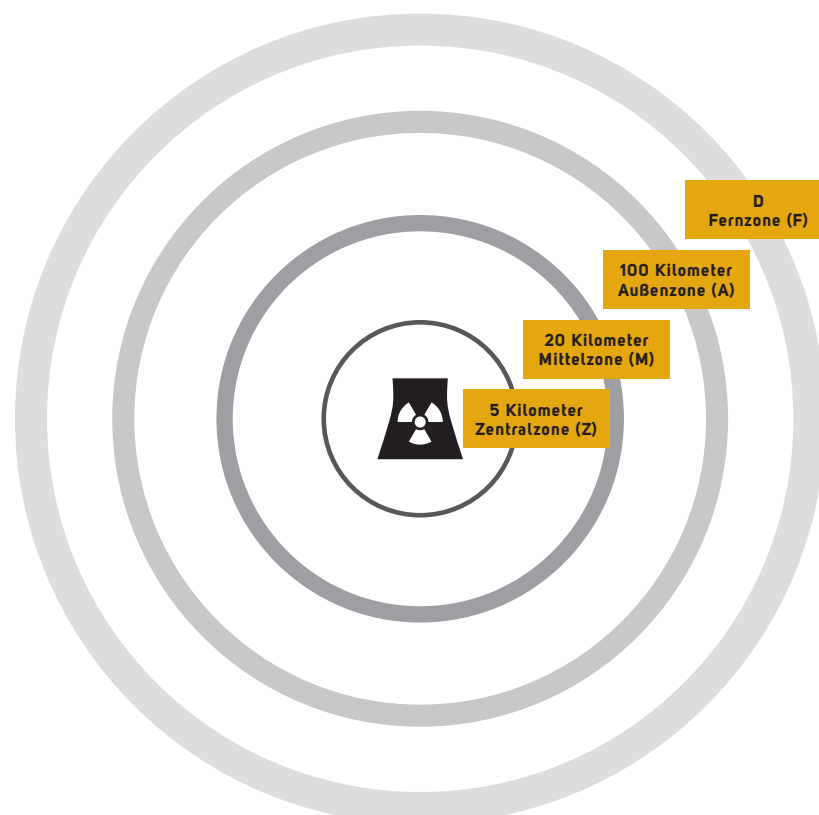 D
Fernzone (F)
100 Kilometer
Außenzone (A)
20 Kilometer
Mittelzone (M)
5 Kilometer
Zentralzone (Z)